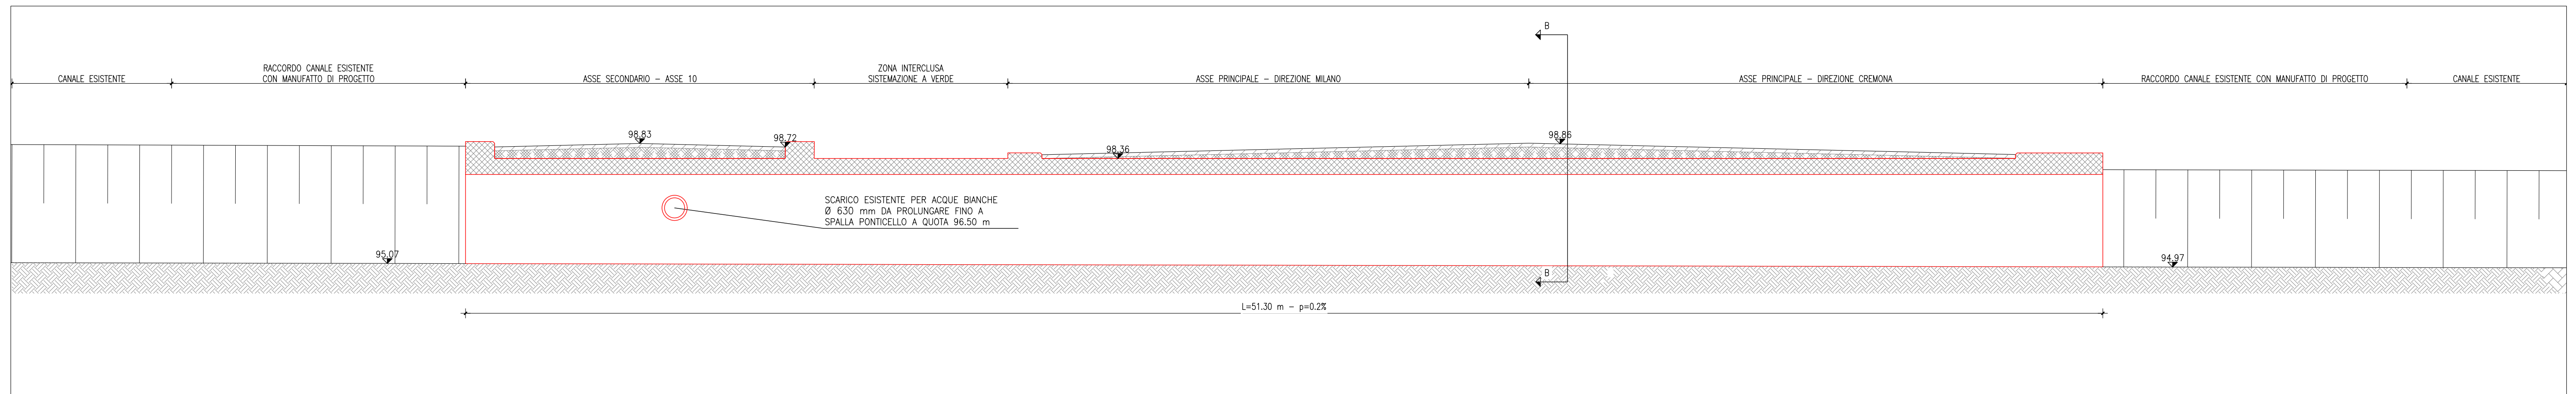 B
CANALE ESISTENTE
RACCORDO CANALE ESISTENTE
CON MANUFATTO DI PROGETTO
ASSE SECONDARIO – ASSE 10
ZONA INTERCLUSA
SISTEMAZIONE A VERDE
ASSE PRINCIPALE – DIREZIONE MILANO
ASSE PRINCIPALE – DIREZIONE CREMONA
RACCORDO CANALE ESISTENTE CON MANUFATTO DI PROGETTO
CANALE ESISTENTE
98.83
98.72
98.36
98.86
SCARICO ESISTENTE PER ACQUE BIANCHE
Ø 630 mm DA PROLUNGARE FINO A
SPALLA PONTICELLO A QUOTA 96.50 m
95.07
94.97
B
L=51.30 m – p=0.2%